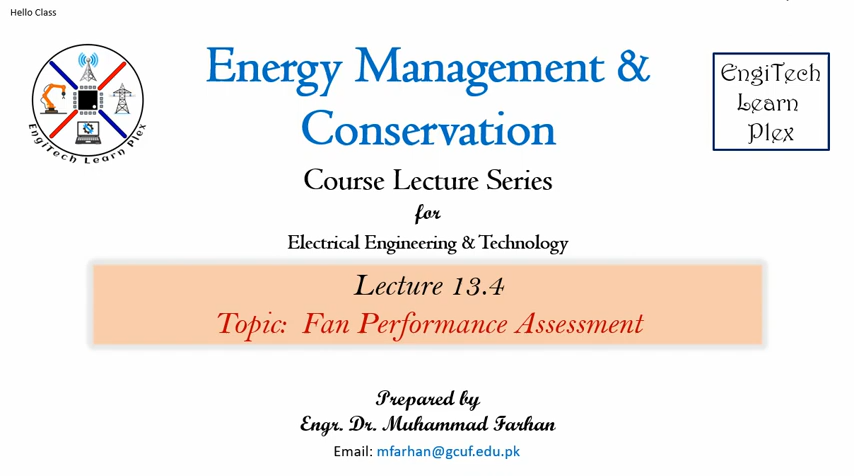 Hello Class
EngiTech Learn Plex
Energy Management &
Conservation
EngiTech
Learn
Plex
Course Lecture Series
for
Electrical Engineering & Technology
Lecture 13.4
Topic: Fan Performance Assessment
Prepared by
Engr. Dr. Muhammad Farhan
Email: mfarhan@gcuf.edu.pk